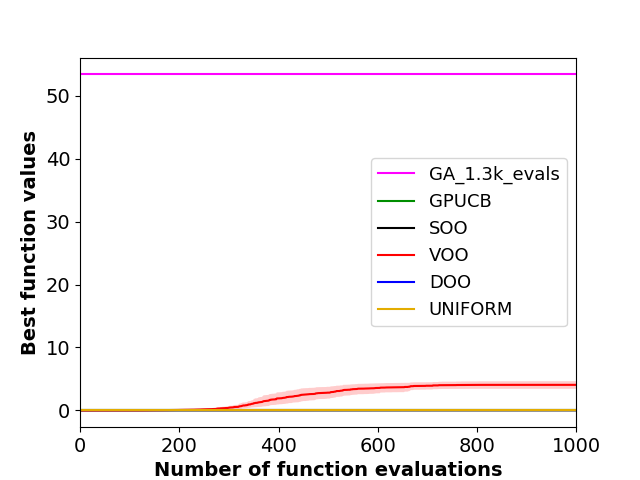 50
40
30
20
10
0
Best function values
GA_1.3k_evals
GPUCB
SOO
VOO
DOO
UNIFORM
0 200 400 600 800 1000
Number of function evaluations